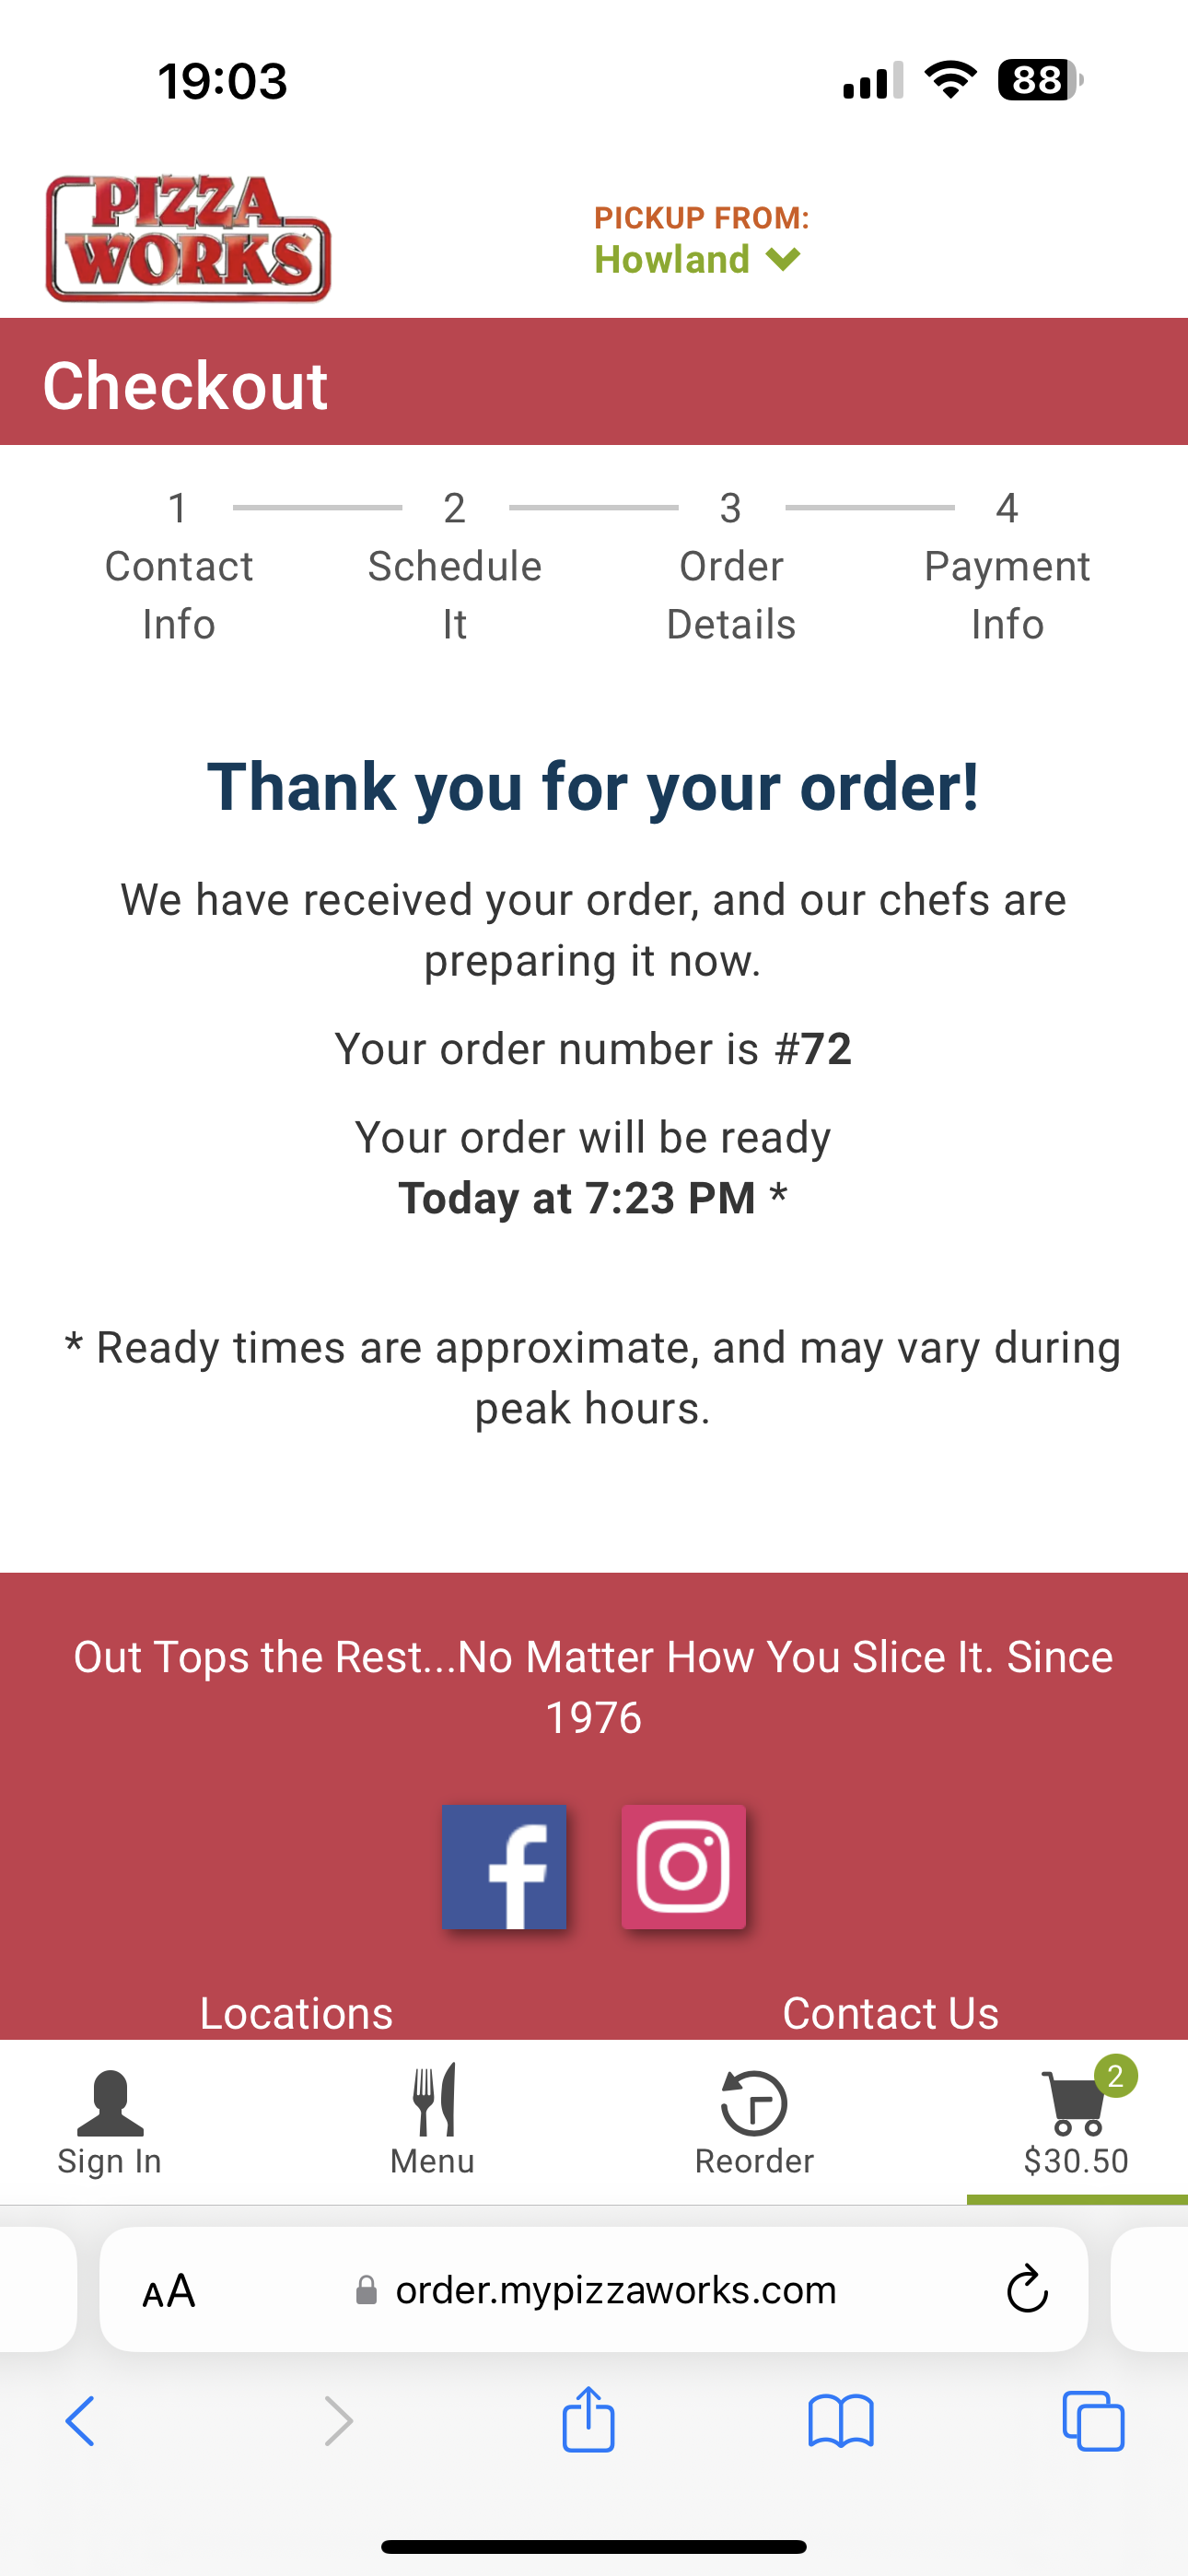 19:03
88
PIZZA
WORKS
PICKUP FROM:
Howland
Checkout
1 2 3 4
Contact Schedule Order Payment
Info It Details Info
Thank you for your order!
We have received your order, and our chefs are
preparing it now.
Your order number is #72
Your order will be ready
Today at 7:23 PM *
* Ready times are approximate, and may vary during
peak hours.
Out Tops the Rest...No Matter How You Slice It. Since
1976
f
Locations Contact Us
2
Sign In Menu Reorder $30.50
AA order.mypizzaworks.com